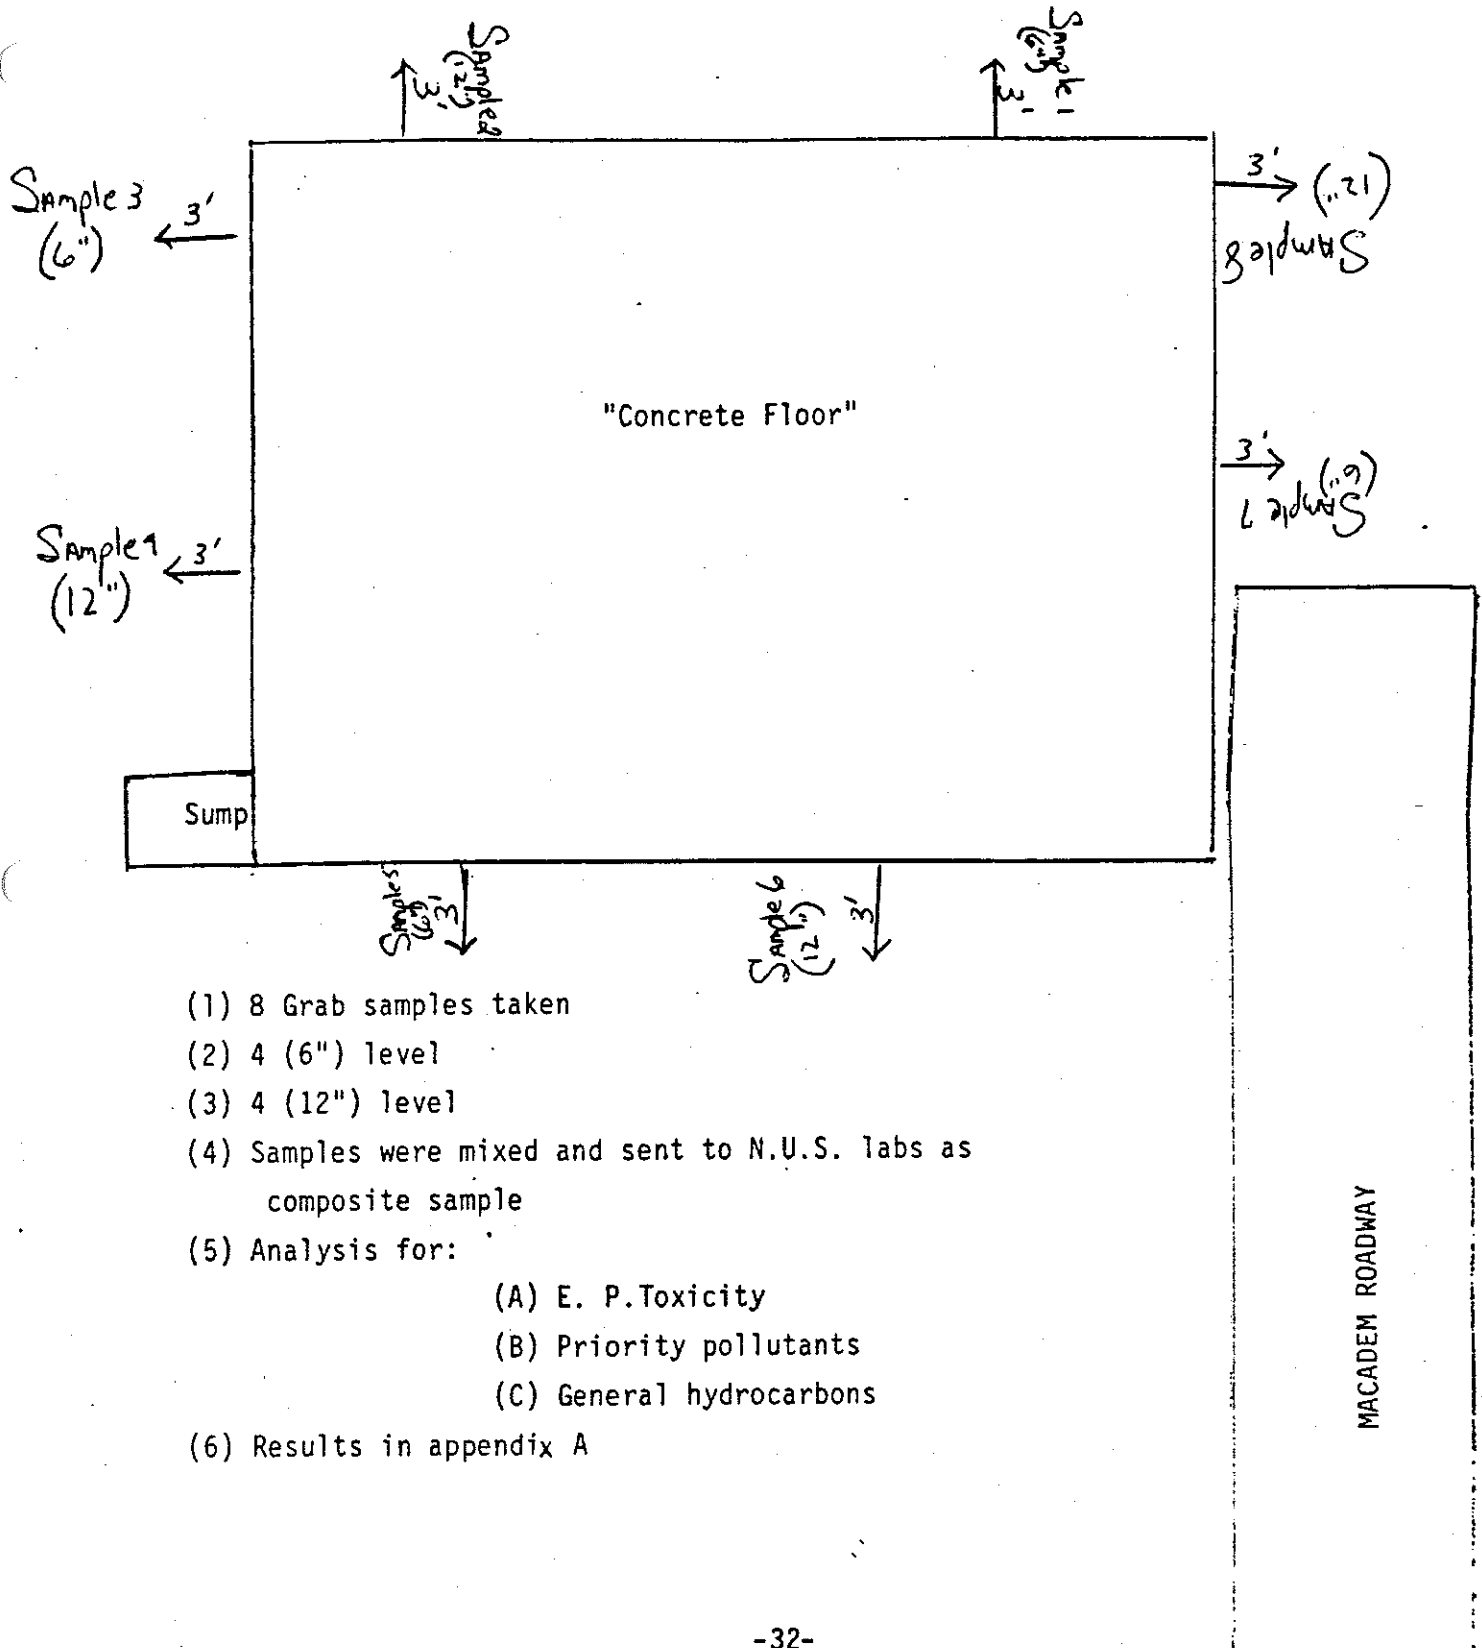 Sample 2
(12")
3'
Sample 1
(6")
3'
Sample 3
(6")
3'
3'
(12")
Sample 8
"Concrete Floor"
3'
(6")
Sample 7
Sample 4
(12")
3'
Sump
Sample 5
(6")
3'
Sample 6
(12")
3'
(1) 8 Grab samples taken
(2) 4 (6") level
(3) 4 (12") level
(4) Samples were mixed and sent to N.U.S. labs as
composite sample
(5) Analysis for:
(A) E. P.Toxicity
(B) Priority pollutants
(C) General hydrocarbons
(6) Results in appendix A
MACADEM ROADWAY
-32-